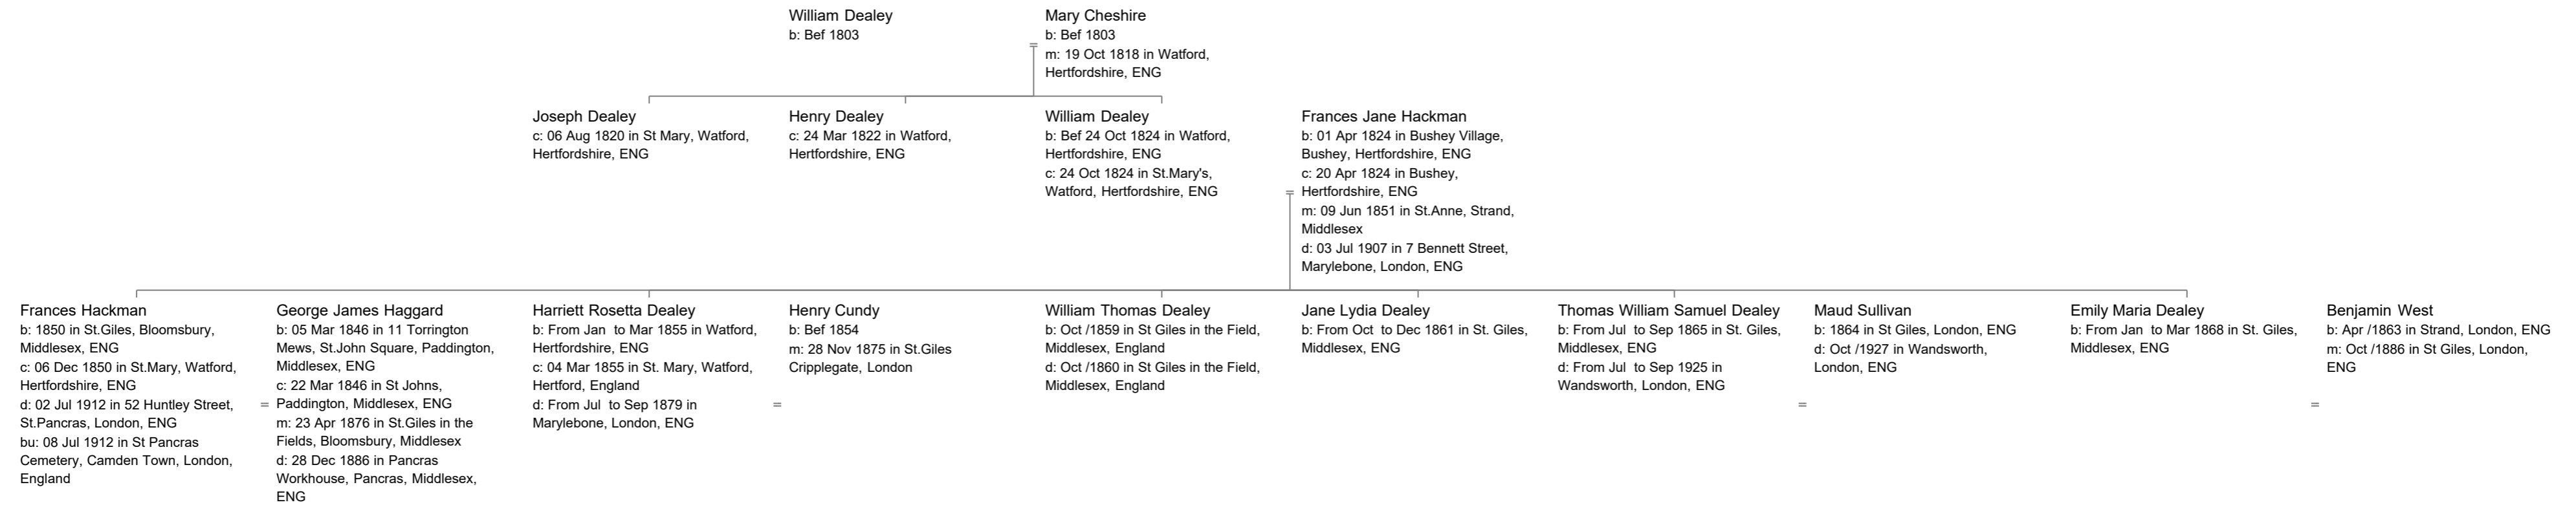 William Dealey
b: Bef 1803
Mary Cheshire
b: Bef 1803
m: 19 Oct 1818 in Watford,
Hertfordshire, ENG
=
Joseph Dealey
c: 06 Aug 1820 in St Mary, Watford,
Hertfordshire, ENG
Henry Dealey
c: 24 Mar 1822 in Watford,
Hertfordshire, ENG
William Dealey
b: Bef 24 Oct 1824 in Watford,
Hertfordshire, ENG
c: 24 Oct 1824 in St.Mary's,
Watford, Hertfordshire, ENG
=
Frances Jane Hackman
b: 01 Apr 1824 in Bushey Village,
Bushey, Hertfordshire, ENG
c: 20 Apr 1824 in Bushey,
Hertfordshire, ENG
m: 09 Jun 1851 in St.Anne, Strand,
Middlesex
d: 03 Jul 1907 in 7 Bennett Street,
Marylebone, London, ENG
Frances Hackman
b: 1850 in St.Giles, Bloomsbury,
Middlesex, ENG
c: 06 Dec 1850 in St.Mary, Watford,
Hertfordshire, ENG
d: 02 Jul 1912 in 52 Huntley Street,
St.Pancras, London, ENG
bu: 08 Jul 1912 in St Pancras
Cemetery, Camden Town, London,
England
=
George James Haggard
b: 05 Mar 1846 in 11 Torrington
Mews, St.John Square, Paddington,
Middlesex, ENG
c: 22 Mar 1846 in St Johns,
Paddington, Middlesex, ENG
m: 23 Apr 1876 in St.Giles in the
Fields, Bloomsbury, Middlesex
d: 28 Dec 1886 in Pancras
Workhouse, Pancras, Middlesex,
ENG
Harriett Rosetta Dealey
b: From Jan  to Mar 1855 in Watford,
Hertfordshire, ENG
c: 04 Mar 1855 in St. Mary, Watford,
Hertford, England
d: From Jul  to Sep 1879 in
Marylebone, London, ENG
=
Henry Cundy
b: Bef 1854
m: 28 Nov 1875 in St.Giles
Cripplegate, London
William Thomas Dealey
b: Oct /1859 in St Giles in the Field,
Middlesex, England
d: Oct /1860 in St Giles in the Field,
Middlesex, England
Jane Lydia Dealey
b: From Oct  to Dec 1861 in St. Giles,
Middlesex, ENG
Thomas William Samuel Dealey
b: From Jul  to Sep 1865 in St. Giles,
Middlesex, ENG
d: From Jul  to Sep 1925 in
Wandsworth, London, ENG
=
Maud Sullivan
b: 1864 in St Giles, London, ENG
d: Oct /1927 in Wandsworth,
London, ENG
Emily Maria Dealey
b: From Jan  to Mar 1868 in St. Giles,
Middlesex, ENG
=
Benjamin West
b: Apr /1863 in Strand, London, ENG
m: Oct /1886 in St Giles, London,
ENG